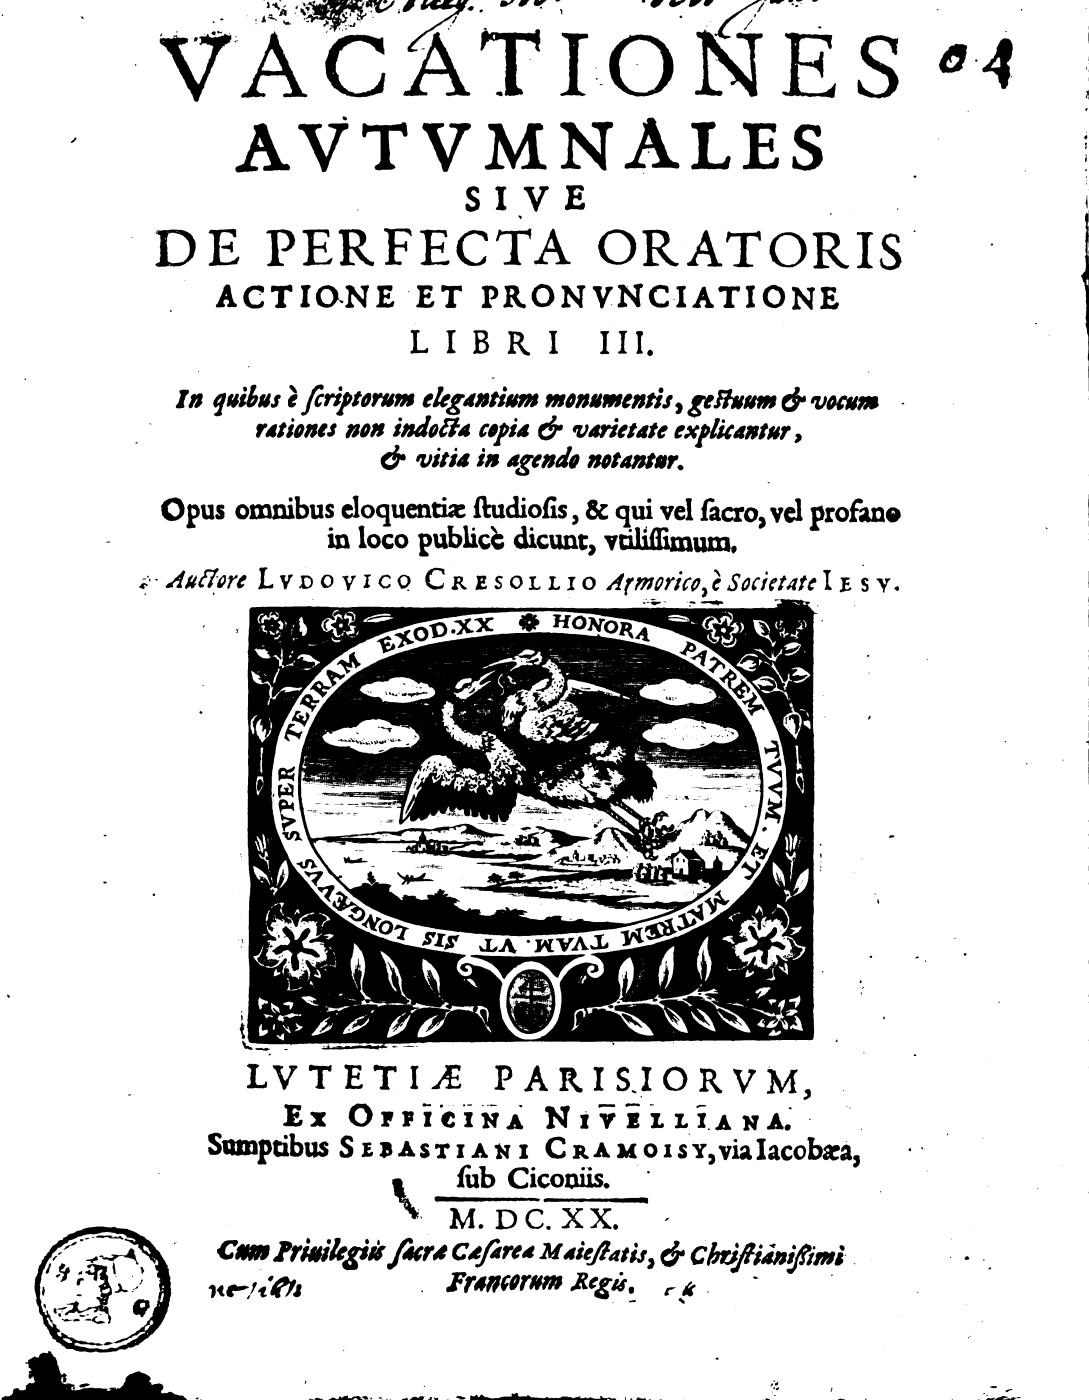 VACATIONES
AVTVMNALES
SIVE
DE PERFECTA ORATORIS
ACTIONE ET PRONVNCIATIONE
LIBRI III.
In quibus è ſcriptorum elegantium monumentis, geſtuum & vocum
rationes non indocta copia & varietate explicantur,
& vitia in agendo notantur.
Opus omnibus eloquentiæ ſtudioſis, & qui vel ſacro, vel profano
in loco publicè dicunt, vtiliſſimum.
Auctore LVDOVICO CRESOLLIO Armorico, è Societate IESV.
HONORA PATREM TVVM. ET MATREM TVAM. VT SIS LONGÆVVS SVPER TERRAM EXOD.XX
LVTETIÆ PARISIORVM,
EX OFFICINA NIVELLIANA.
Sumptibus SEBASTIANI CRAMOISY, via Iacobæa,
ſub Ciconiis.
M. DC. XX.
Cum Priuilegiis ſacræ Cæſareæ Maieſtatis, & Chriſtianiſſimi
Francorum Regis.